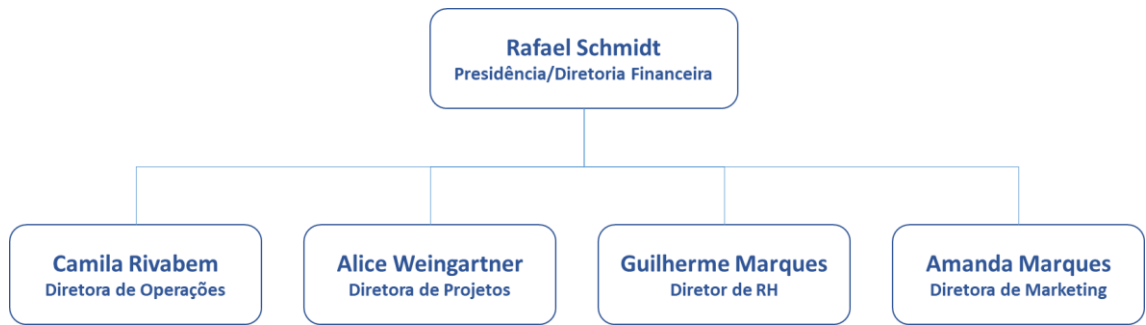 Rafael Schmidt
Presidência/Diretoria Financeira
Camila Rivabem
Diretora de Operações
Alice Weingartner
Diretora de Projetos
Guilherme Marques
Diretor de RH
Amanda Marques
Diretora de Marketing